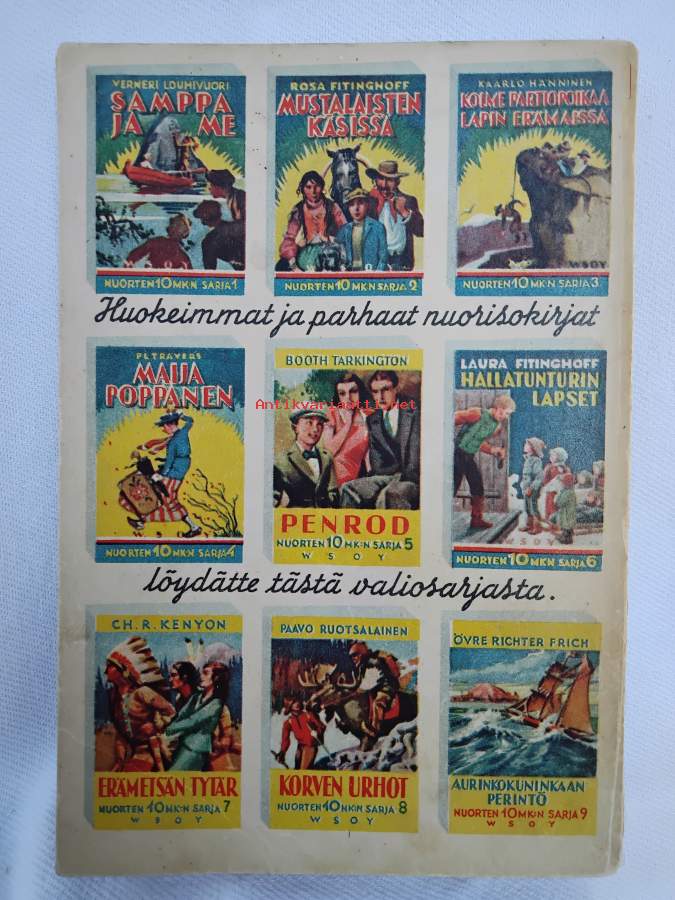 VERNERI LOUHIVUORI
SAMPPA
JA ME
WSOY
NUORTEN 10 MK:N SARJA 1
ROSA FITINGHOFF
MUSTALAISTEN
KÄSISSÄ
WSOY
NUORTEN 10 MK:N SARJA 2
KAARLO HÄNNINEN
KOLME PARTIOPOIKAA
LAPIN ERÄMAISSA
WSOY
NUORTEN 10 MK:N SARJA 3
Huokeimmat ja parhaat nuorisokirjat
P.L. TRAVERS
MAIJA
POPPANEN
WSOY
NUORTEN 10 MK:N SARJA 4
BOOTH TARKINGTON
PENROD
NUORTEN 10 MK:N SARJA 5
WSOY
LAURA FITINGHOFF
HALLATUNTURIN
LAPSET
WSOY
NUORTEN 10 MK:N SARJA 6
Antikvariaatti.net
löydätte tästä valiosarjasta.
CH. R. KENYON
ERÄMETSÄN TYTÄR
NUORTEN 10 MK:N SARJA 7
WSOY
PAAVO RUOTSALAINEN
KORVEN URHOT
NUORTEN 10 MK:N SARJA 8
WSOY
ÖVRE RICHTER FRICH
AURINKOKUNINKAAN
PERINTÖ
NUORTEN 10 MK:N SARJA 9
WSOY